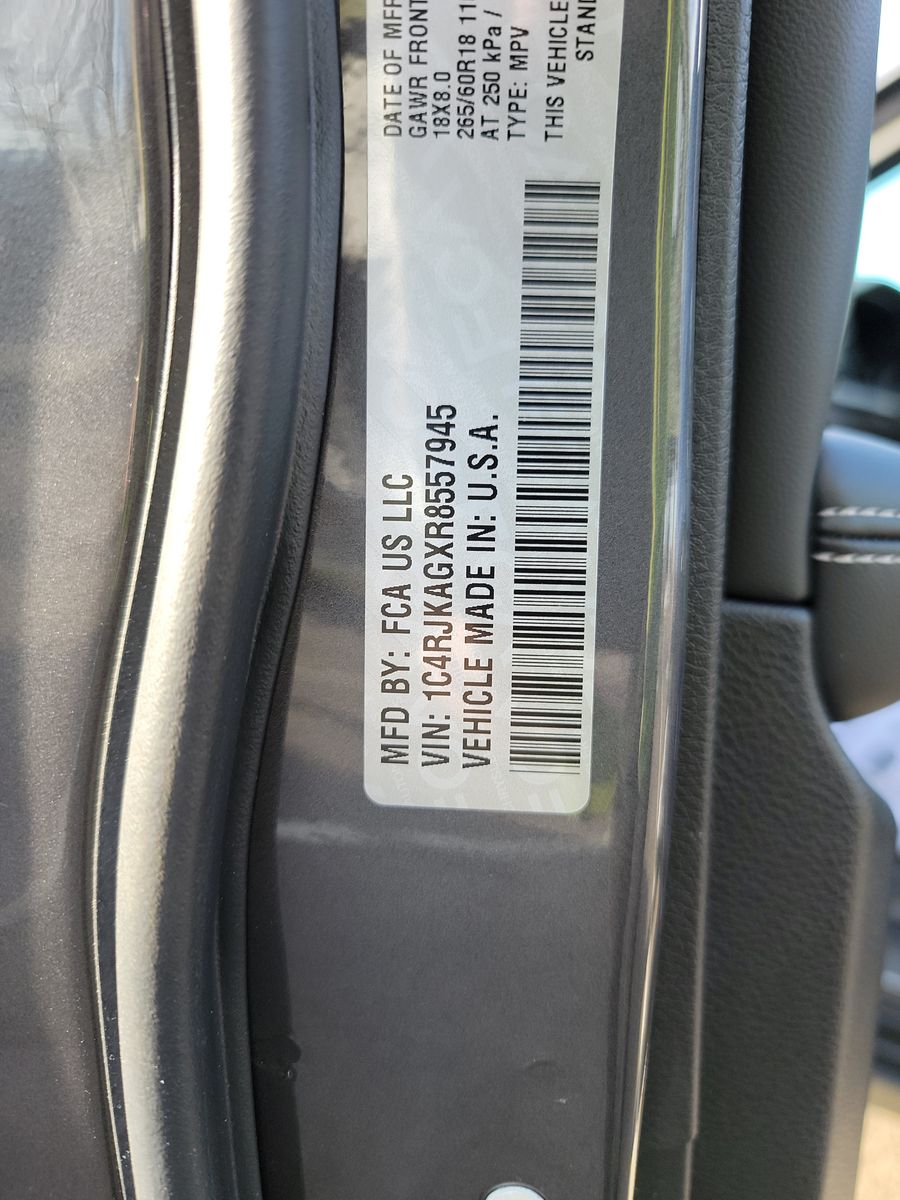 MFD BY: FCA US LLC
VIN: 1C4RJKAGXR8557945
VEHICLE MADE IN: U.S.A.
DATE OF MFR
GAWR FRONT
18X8.0
265/60R18 11
AT 250 kPa /
TYPE: MPV
THIS VEHICLE
STAND